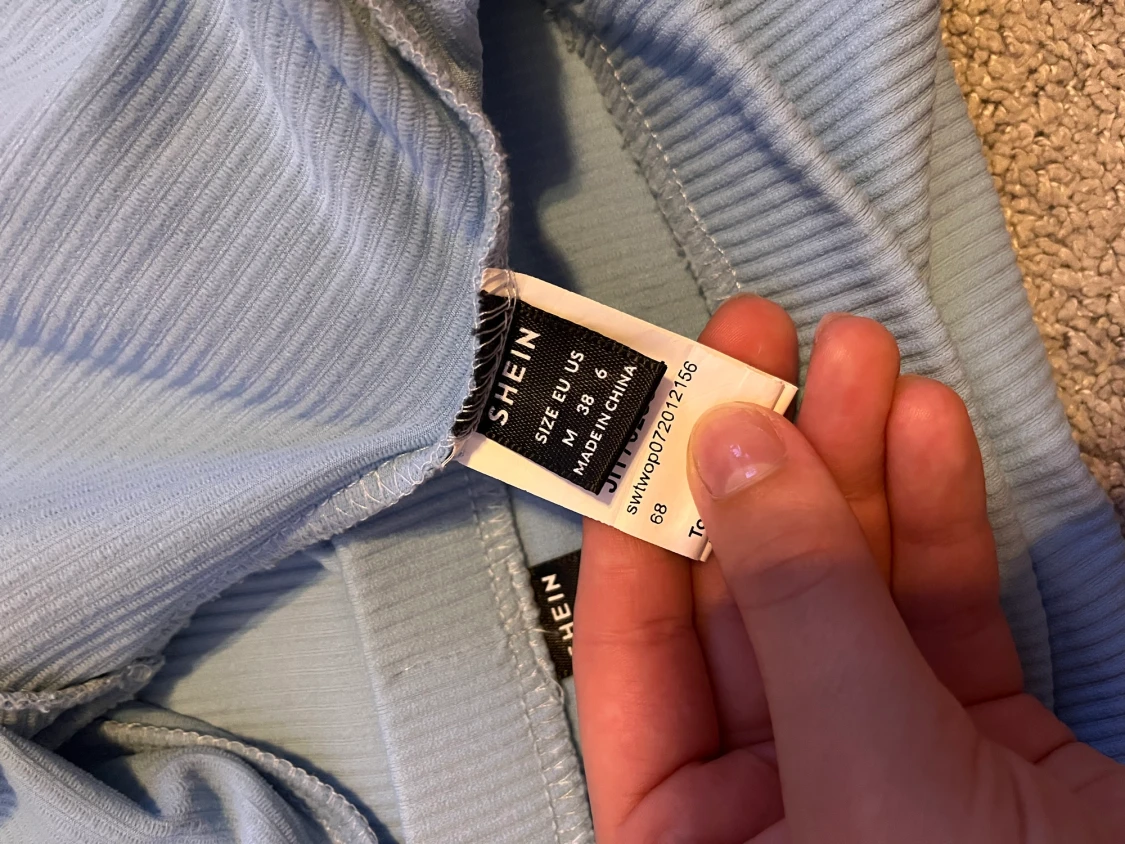 SHEIN
SIZE EU US
M 38 6
MADE IN CHINA
swtwop072012156
68
SHEIN